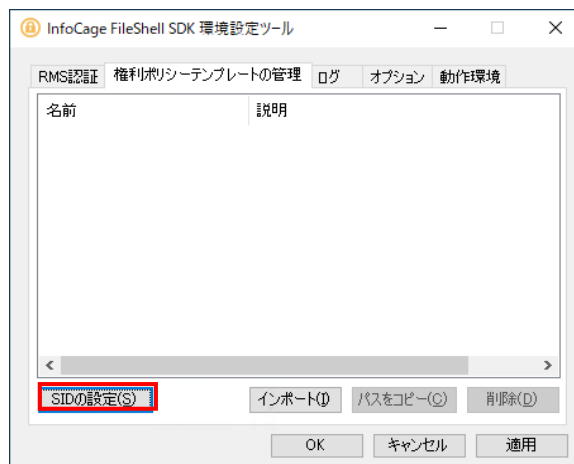 InfoCage FileShell SDK 環境設定ツール
RMS認証 権利ポリシーテンプレートの管理 ログ オプション 動作環境
名前 説明
SIDの設定(S) インポート(I) パスをコピー(C) 削除(D)
OK キャンセル 適用